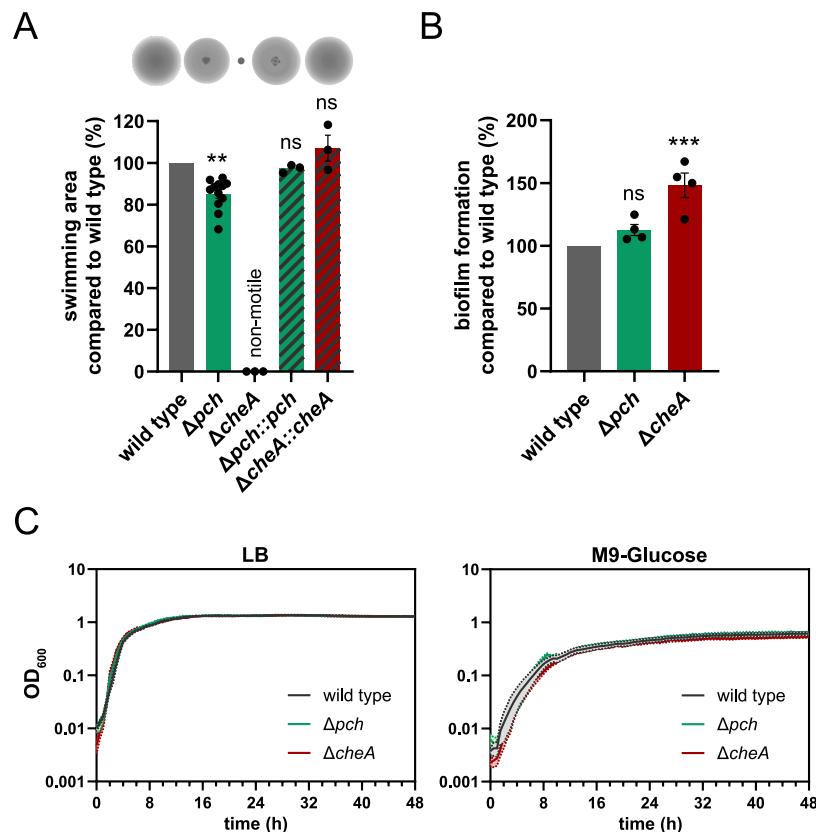 A
swimming area
compared to wild type (%)
120
100
80
60
40
20
0
**
non-motile
ns
ns
wild type
Δpch
ΔcheA
Δpch::pch
ΔcheA::cheA
B
biofilm formation
compared to wild type (%)
200
150
100
50
0
ns
***
wild type
Δpch
ΔcheA
C
LB
OD600
10
1
0.1
0.01
0.001
wild type
Δpch
ΔcheA
0 8 16 24 32 40 48
time (h)
M9-Glucose
10
1
0.1
0.01
0.001
wild type
Δpch
ΔcheA
0 8 16 24 32 40 48
time (h)